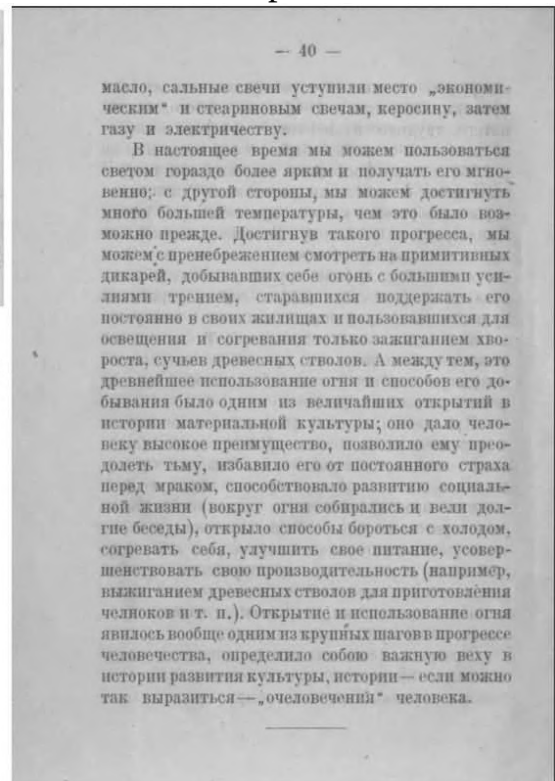 — 40 —
масло, сальные свечи уступили место „экономи-
ческим“ и стеариновым свечам, керосину, затем
газу и электричеству.
В настоящее время мы можем пользоваться
светом гораздо более ярким и получать его мгно-
венно; с другой стороны, мы можем достигнуть
много большей температуры, чем это было воз-
можно прежде. Достигнув такого прогресса, мы
можем с пренебрежением смотреть на примитивных
дикарей, добывавших себе огонь с большими уси-
лиями трением, старавшихся поддержать его
постоянно в своих жилищах и пользовавшихся для
освещения и согревания только зажиганием хво-
роста, сучьев древесных стволов. А между тем, это
древнейшее использование огня и способов его до-
бывания было одним из величайших открытий в
истории материальной культуры; оно дало чело-
веку высокое преимущество, позволило ему прео-
долеть тьму, избавило его от постоянного страха
перед мраком, способствовало развитию социаль-
ной жизни (вокруг огня собирались и вели дол-
гие беседы), открыло способы бороться с холодом,
согревать себя, улучшить свое питание, усовер-
шенствовать свою производительность (например,
выжиганием древесных стволов для приготовления
челноков и т. п.). Открытие и использование огня
явилось вообще одним из крупных шагов в прогрессе
человечества, определило собою важную веху в
истории развития культуры, истории — если можно
так выразиться — „очеловечения“ человека.